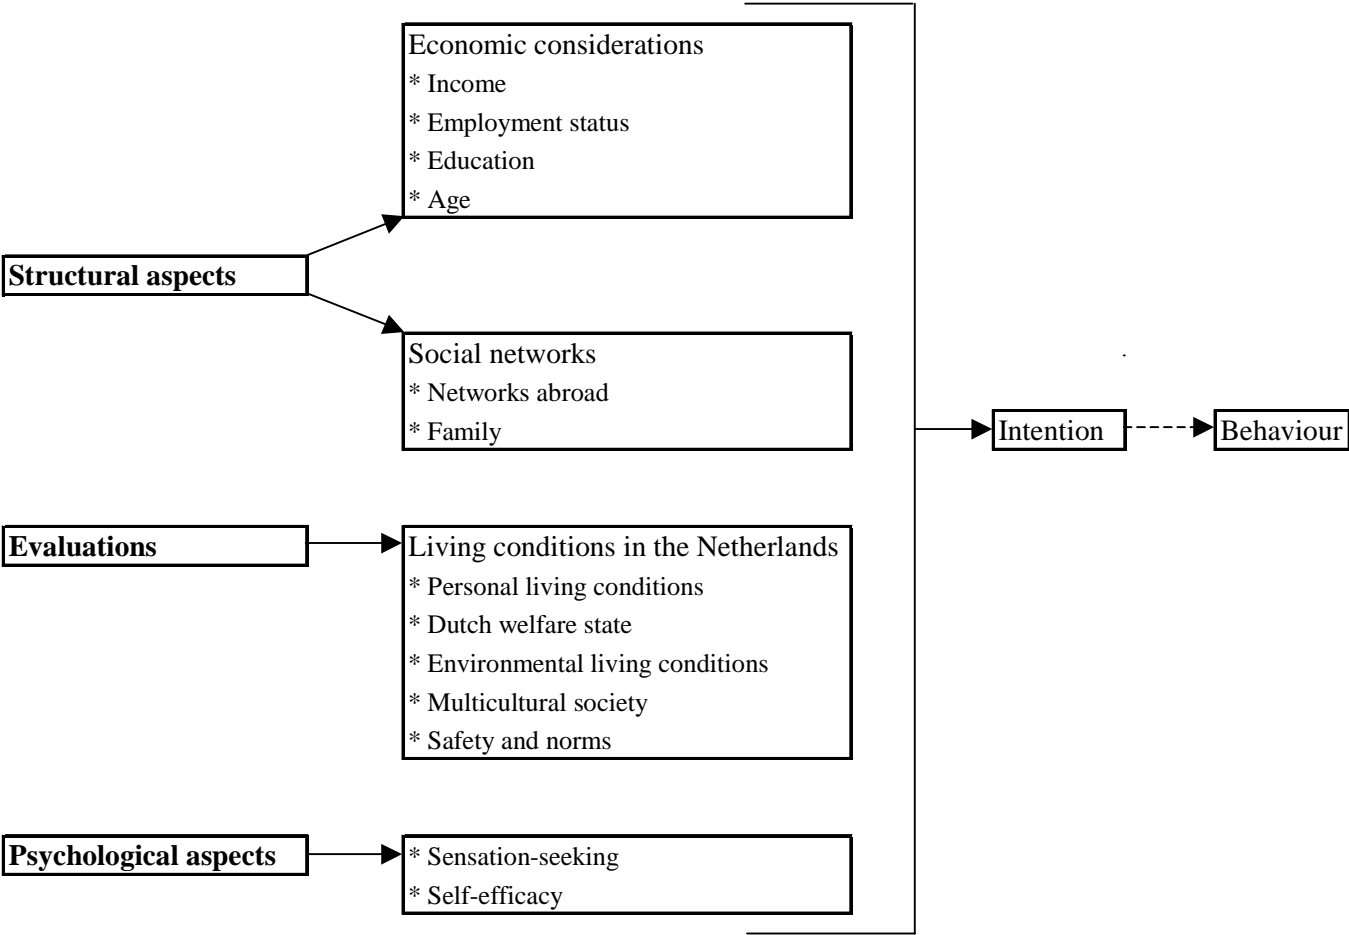 Economic considerations
* Income
* Employment status
* Education
* Age
Structural aspects
Social networks
* Networks abroad
* Family
Intention
Behaviour
Evaluations
Living conditions in the Netherlands
* Personal living conditions
* Dutch welfare state
* Environmental living conditions
* Multicultural society
* Safety and norms
Psychological aspects
* Sensation-seeking
* Self-efficacy